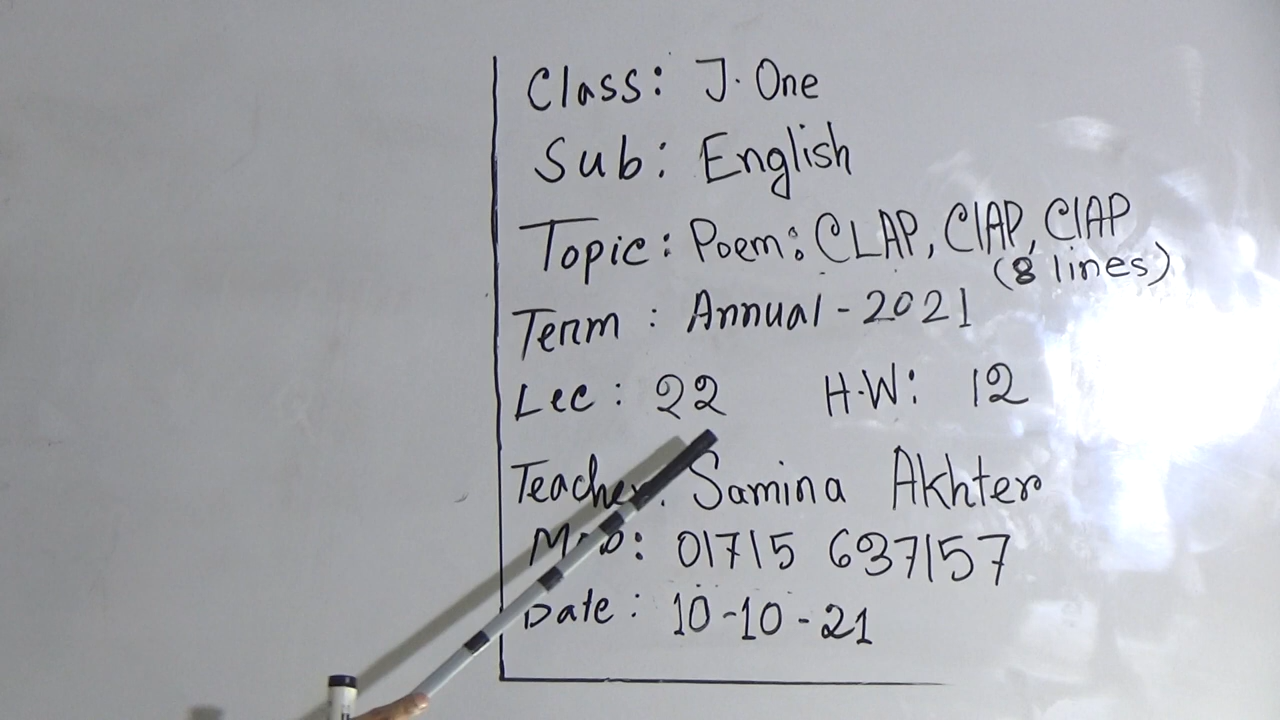 Class: J. One
Sub: English
Topic: Poem: CLAP, ClAP, ClAP
(8 lines)
Term : Annual - 2021
Lec : 22 H.W: 12
Teacher: Samina Akhter
Mob: 01715 637157
Date : 10-10-21